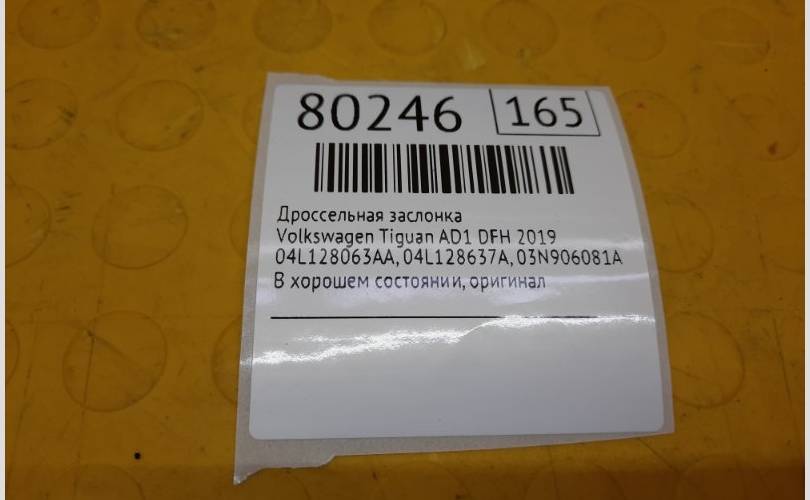 80246 165
Дроссельная заслонка
Volkswagen Tiguan AD1 DFH 2019
04L128063AA, 04L128637A, 03N906081A
В хорошем состоянии, оригинал